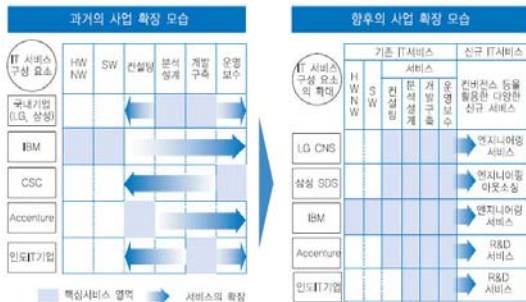 과거의 사업 확장 모습
IT 서비스
구성 요소
HW
NW
SW
컨설팅
분석
설계
개발
구축
운영
보수
국내기업
(LG, 삼성)
IBM
CSC
Accenture
인도IT기업
핵심서비스 영역
서비스의 확장
향후의 사업 확장 모습
IT 서비스
구성 요소
의 확대
기존 IT서비스
신규 IT서비스
HW
NW
SW
서비스
컨설팅
분석
설계
개발
구축
운영
보수
컨버전스 등을
활용한 다양한
신규 서비스
LG CNS
엔지니어링
서비스
삼성 SDS
엔지니어링
아웃소싱
IBM
엔지니어링
서비스
Accenture
R&D
서비스
인도IT기업
R&D
서비스